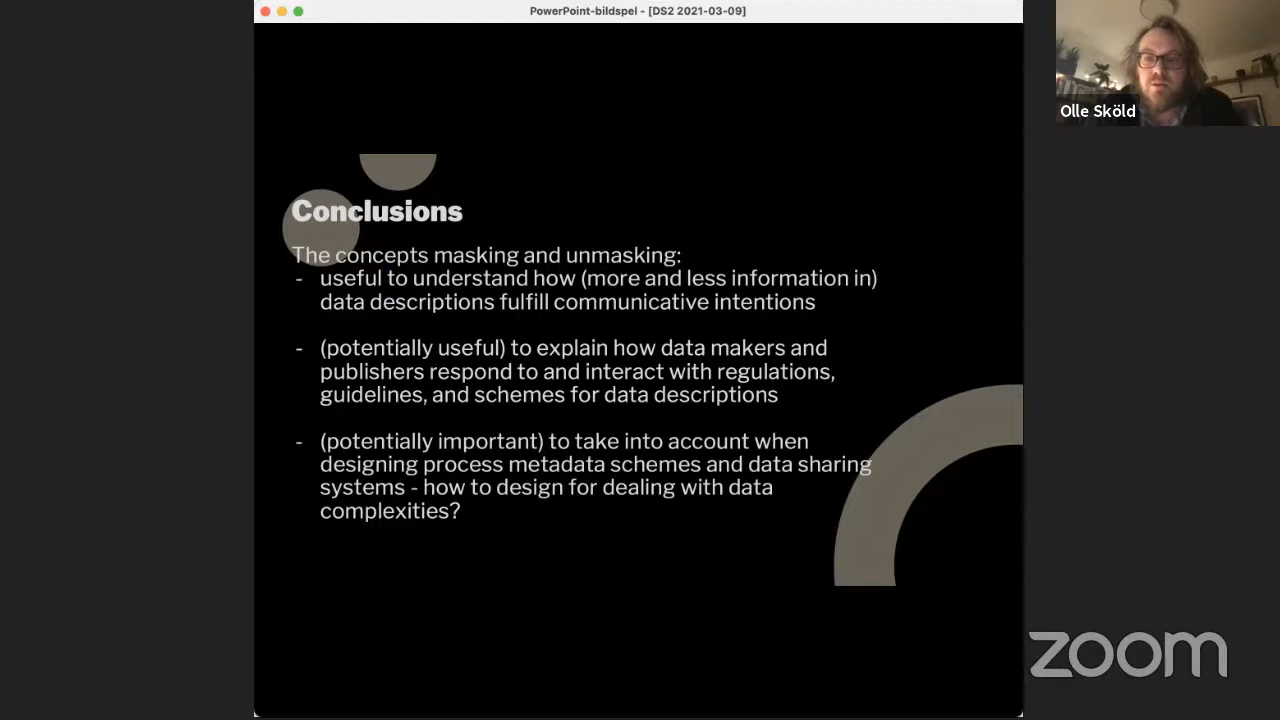 PowerPoint-bildspel - [DS2 2021-03-09]
Olle Sköld
Conclusions
The concepts masking and unmasking:
- useful to understand how (more and less information in)
data descriptions fulfill communicative intentions
- (potentially useful) to explain how data makers and
publishers respond to and interact with regulations,
guidelines, and schemes for data descriptions
- (potentially important) to take into account when
designing process metadata schemes and data sharing
systems - how to design for dealing with data
complexities?
zoom